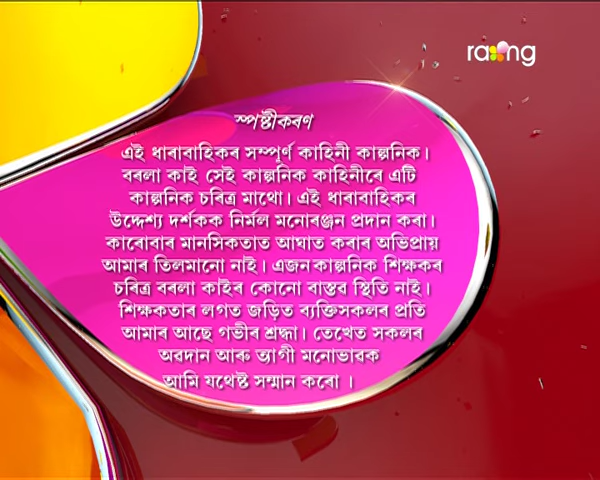 rang
স্পষ্টীকৰণ
এই ধাৰাবাহিকৰ সম্পূৰ্ণ কাহিনী কাল্পনিক।
বৰলা কাই সেই কাল্পনিক কাহিনীৰে এটি
কাল্পনিক চৰিত্ৰ মাথো। এই ধাৰাবাহিকৰ
উদ্দেশ্য দৰ্শকক নিৰ্মল মনোৰঞ্জন প্ৰদান কৰা।
কাৰোবাৰ মানসিকতাত আঘাত কৰাৰ অভিপ্ৰায়
আমাৰ তিলমানো নাই। এজন কাল্পনিক শিক্ষকৰ
চৰিত্ৰ বৰলা কাইৰ কোনো বাস্তৱ স্থিতি নাই।
শিক্ষকতাৰ লগত জড়িত ব্যক্তিসকলৰ প্ৰতি
আমাৰ আছে গভীৰ শ্ৰদ্ধা। তেখেত সকলৰ
অৱদান আৰু ত্যাগী মনোভাৱক
আমি যথেষ্ট সন্মান কৰো ।